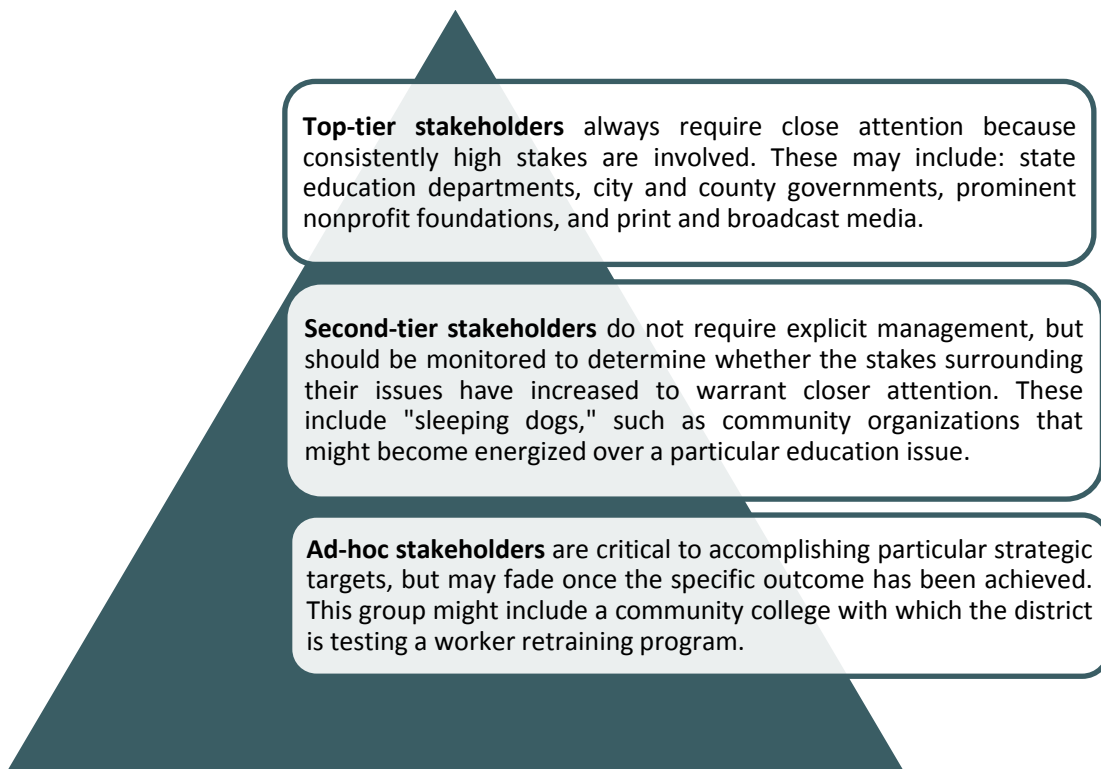 Top-tier stakeholders always require close attention because
consistently high stakes are involved. These may include: state
education departments, city and county governments, prominent
nonprofit foundations, and print and broadcast media.
Second-tier stakeholders do not require explicit management, but
should be monitored to determine whether the stakes surrounding
their issues have increased to warrant closer attention. These
include "sleeping dogs," such as community organizations that
might become energized over a particular education issue.
Ad-hoc stakeholders are critical to accomplishing particular strategic
targets, but may fade once the specific outcome has been achieved.
This group might include a community college with which the district
is testing a worker retraining program.